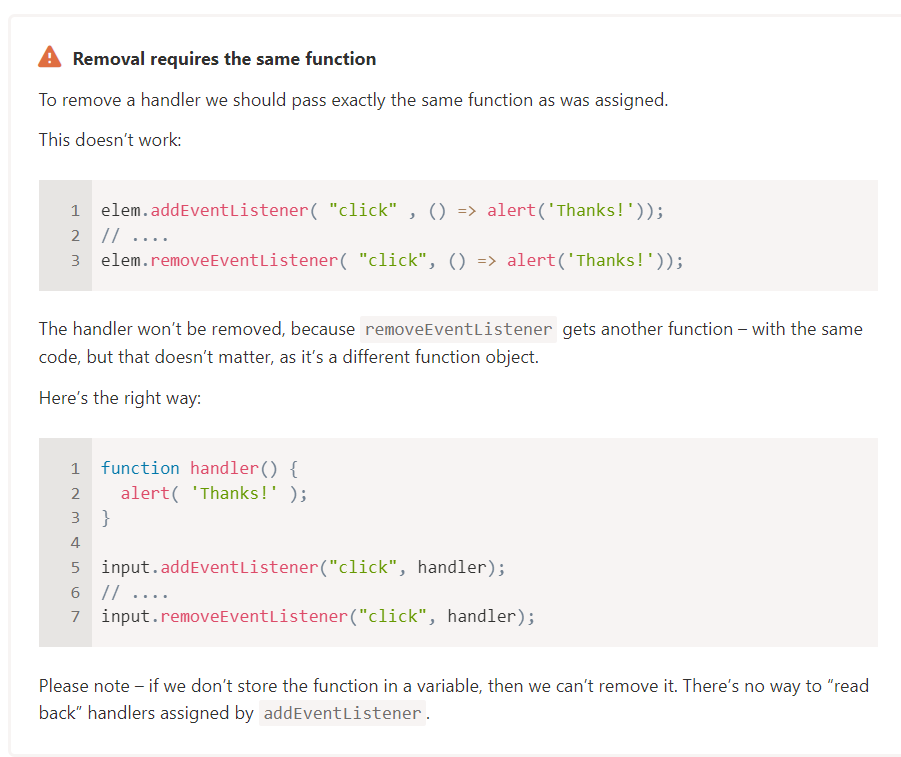 Removal requires the same function
To remove a handler we should pass exactly the same function as was assigned.
This doesn’t work:
1 elem.addEventListener( "click" , () => alert('Thanks!'));
2 // ....
3 elem.removeEventListener( "click", () => alert('Thanks!'));
The handler won’t be removed, because removeEventListener gets another function – with the same
code, but that doesn’t matter, as it’s a different function object.
Here’s the right way:
1 function handler() {
2   alert( 'Thanks!' );
3 }
4
5 input.addEventListener("click", handler);
6 // ....
7 input.removeEventListener("click", handler);
Please note – if we don’t store the function in a variable, then we can’t remove it. There’s no way to “read
back” handlers assigned by addEventListener.